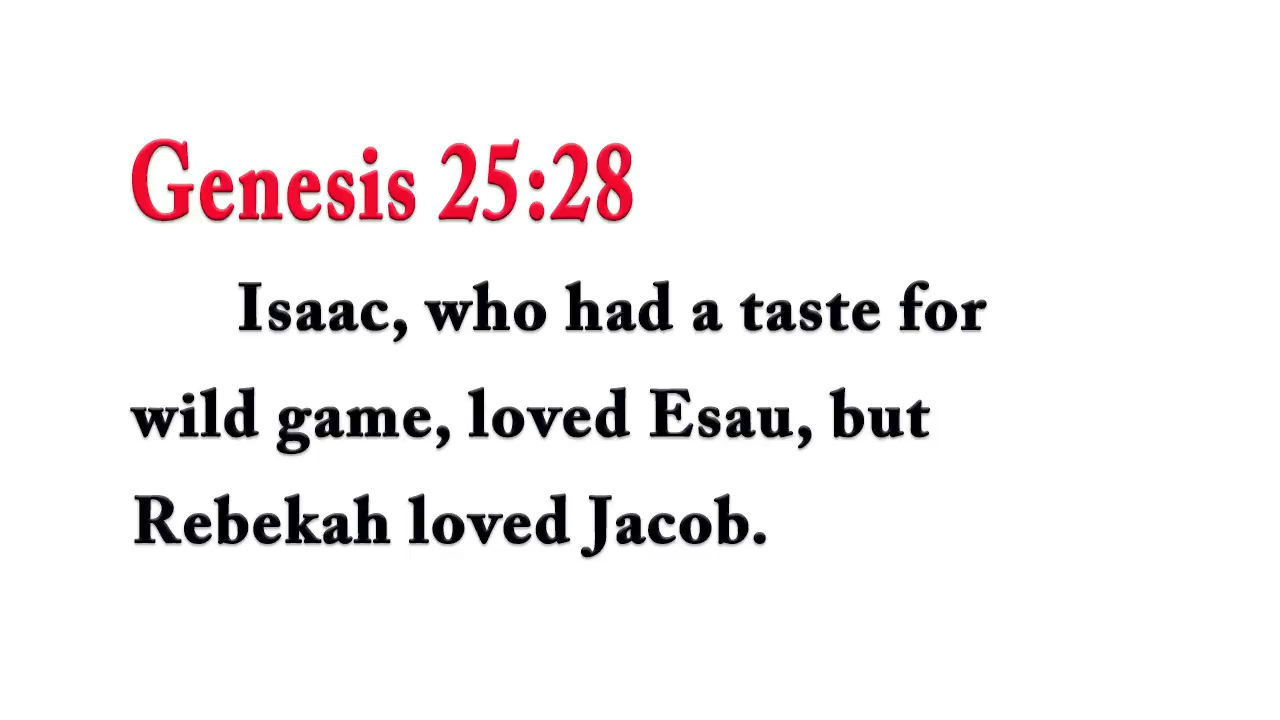 Genesis 25:28
Isaac, who had a taste for
wild game, loved Esau, but
Rebekah loved Jacob.